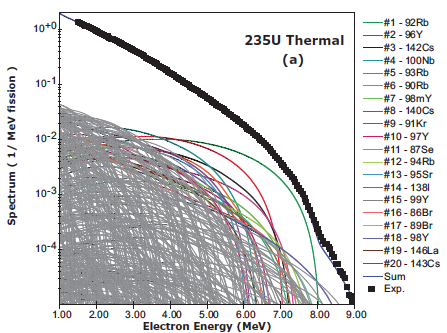 235U Thermal
(a)
Spectrum ( 1 / MeV fission )
10+0
10-1
10-2
10-3
10-4
1.00 2.00 3.00 4.00 5.00 6.00 7.00 8.00 9.00
Electron Energy (MeV)
#1 - 92Rb
#2 - 96Y
#3 - 142Cs
#4 - 100Nb
#5 - 93Rb
#6 - 90Rb
#7 - 98mY
#8 - 140Cs
#9 - 91Kr
#10 - 97Y
#11 - 87Se
#12 - 94Rb
#13 - 95Sr
#14 - 138I
#15 - 99Y
#16 - 86Br
#17 - 89Br
#18 - 98Y
#19 - 146La
#20 - 143Cs
Sum
Exp.